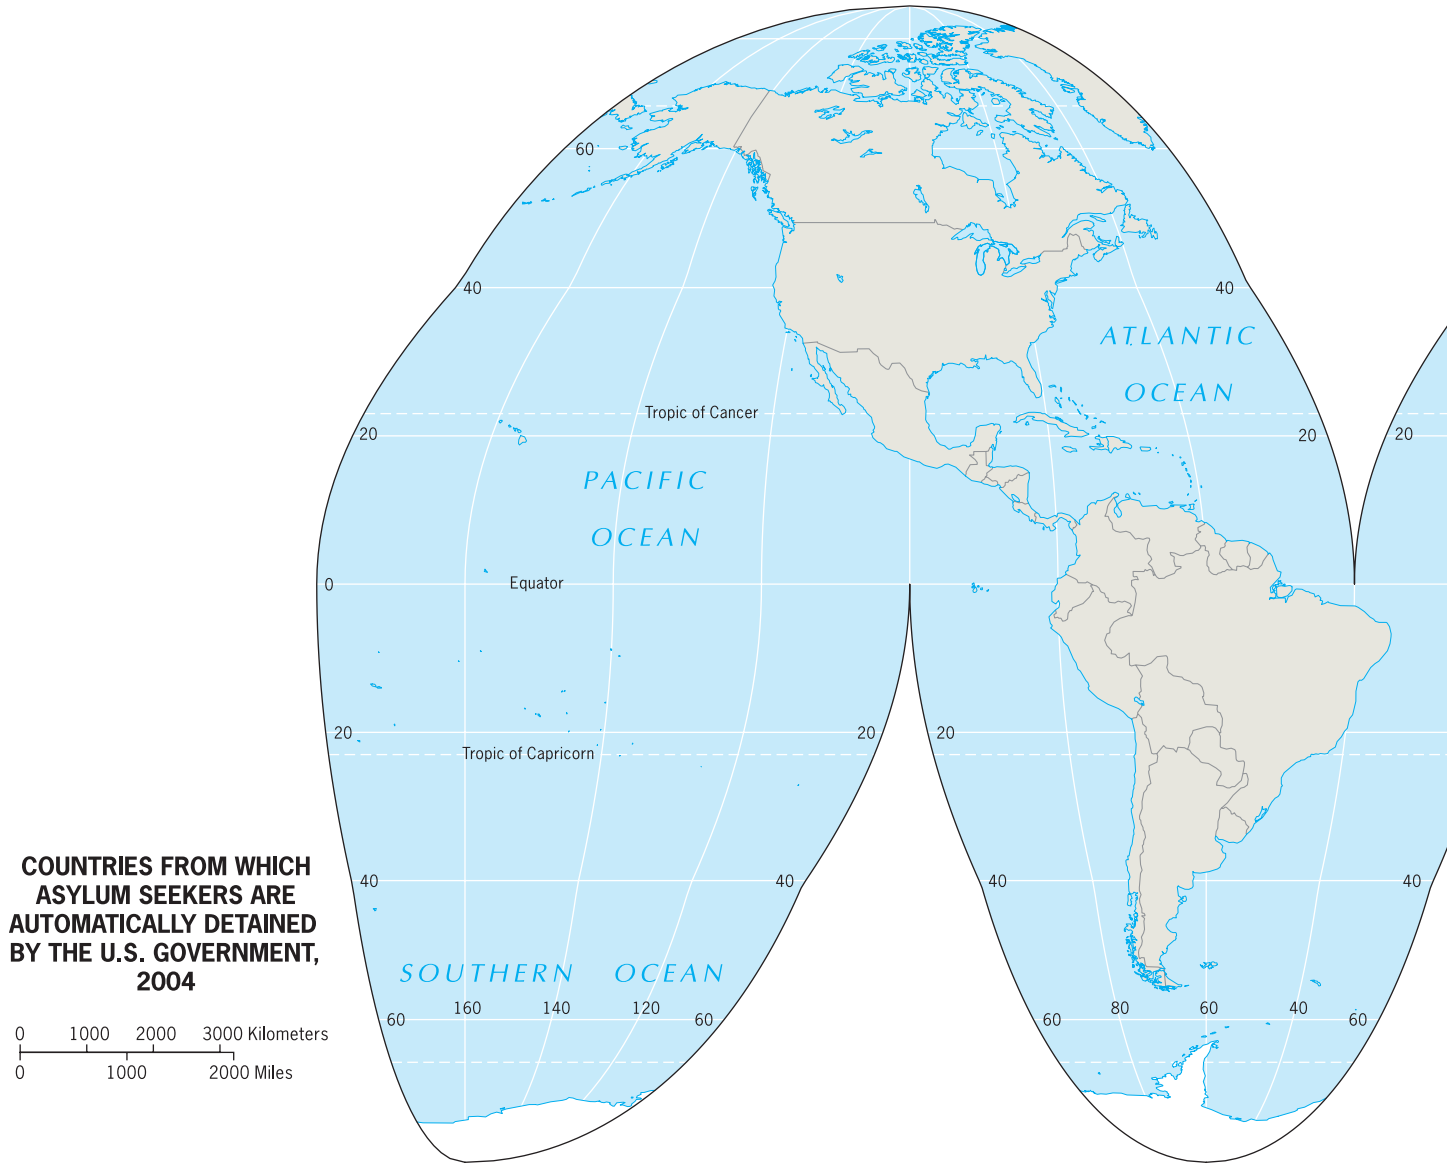 60
40
40
ATLANTIC
OCEAN
Tropic of Cancer
20
20
20
PACIFIC
OCEAN
0
Equator
20
20
20
Tropic of Capricorn
COUNTRIES FROM WHICH
ASYLUM SEEKERS ARE
AUTOMATICALLY DETAINED
BY THE U.S. GOVERNMENT,
2004
40
40
40
40
SOUTHERN OCEAN
60
160
140
120
60
60
80
60
40
60
0 1000 2000 3000 Kilometers
0 1000 2000 Miles